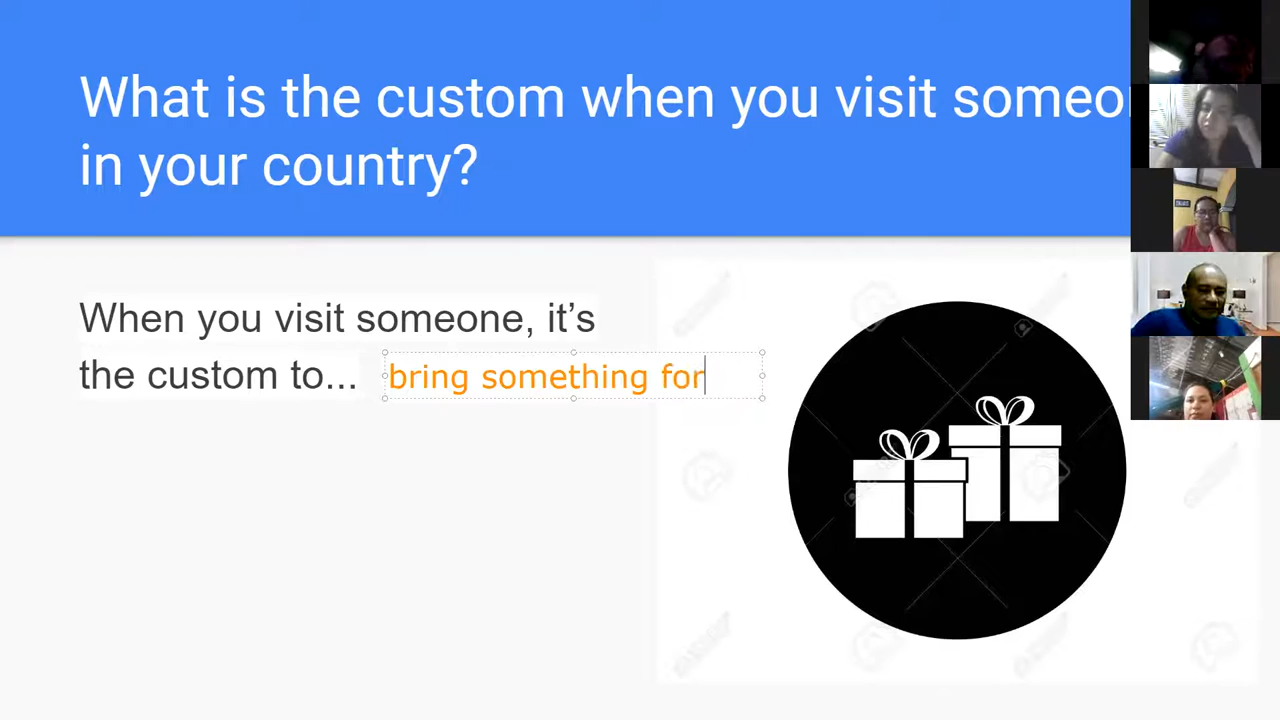 What is the custom when you visit someo
in your country?
When you visit someone, it’s
the custom to... bring something for